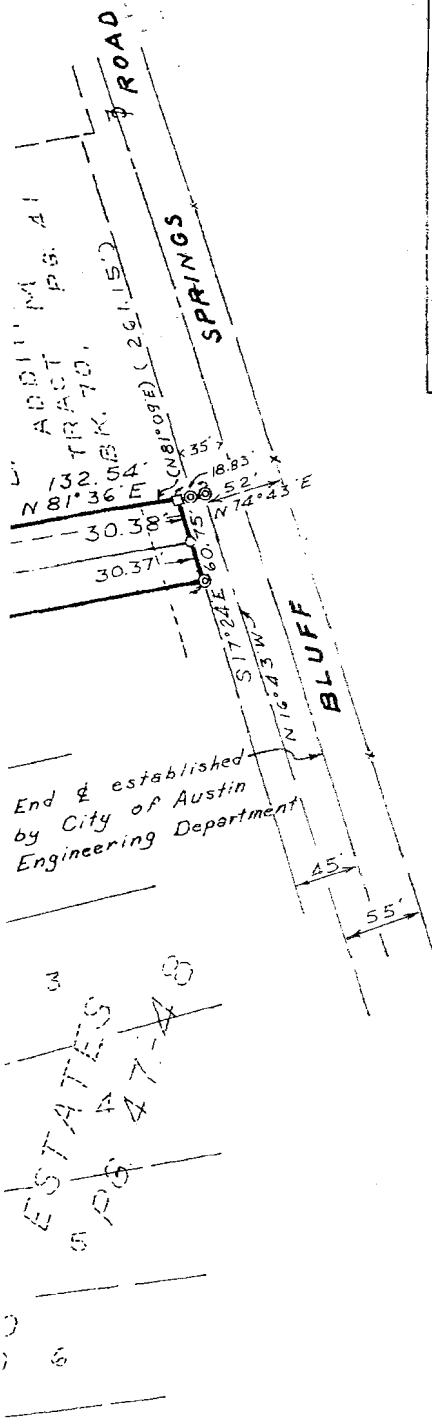 ROAD
SPRINGS
BLUFF
TRACT PG. 41
BK. 70,
(N81°09'E) (261.15')
132.54'
N 81°36'E
35'
18.83'
52'
N 74°43'E
30.38'
30.37'
60.75'
S17°24'E
N16°43'W
End ℄ established
by City of Austin
Engineering Department
45'
55'
3
ESTATES
4
PG 47-48
5
6